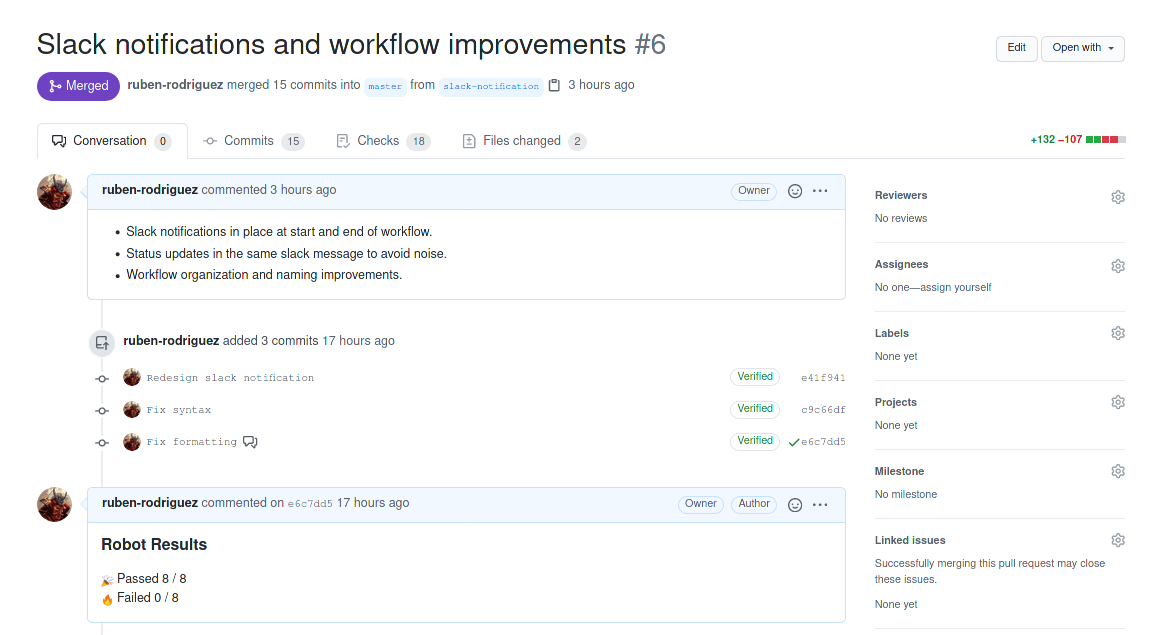 Slack notifications and workflow improvements #6
Edit
Open with
Merged
ruben-rodriguez merged 15 commits into master from slack-notification 3 hours ago
Conversation 0
Commits 15
Checks 18
Files changed 2
+132 −107
ruben-rodriguez commented 3 hours ago
Owner
• Slack notifications in place at start and end of workflow.
• Status updates in the same slack message to avoid noise.
• Workflow organization and naming improvements.
ruben-rodriguez added 3 commits 17 hours ago
Redesign slack notification Verified e41f941
Fix syntax Verified c9c66df
Fix formatting Verified e6c7dd5
ruben-rodriguez commented on e6c7dd5 17 hours ago
Owner Author
Robot Results
🎉 Passed 8 / 8
🔥 Failed 0 / 8
Reviewers
No reviews
Assignees
No one—assign yourself
Labels
None yet
Projects
None yet
Milestone
No milestone
Linked issues
Successfully merging this pull request may close
these issues.
None yet